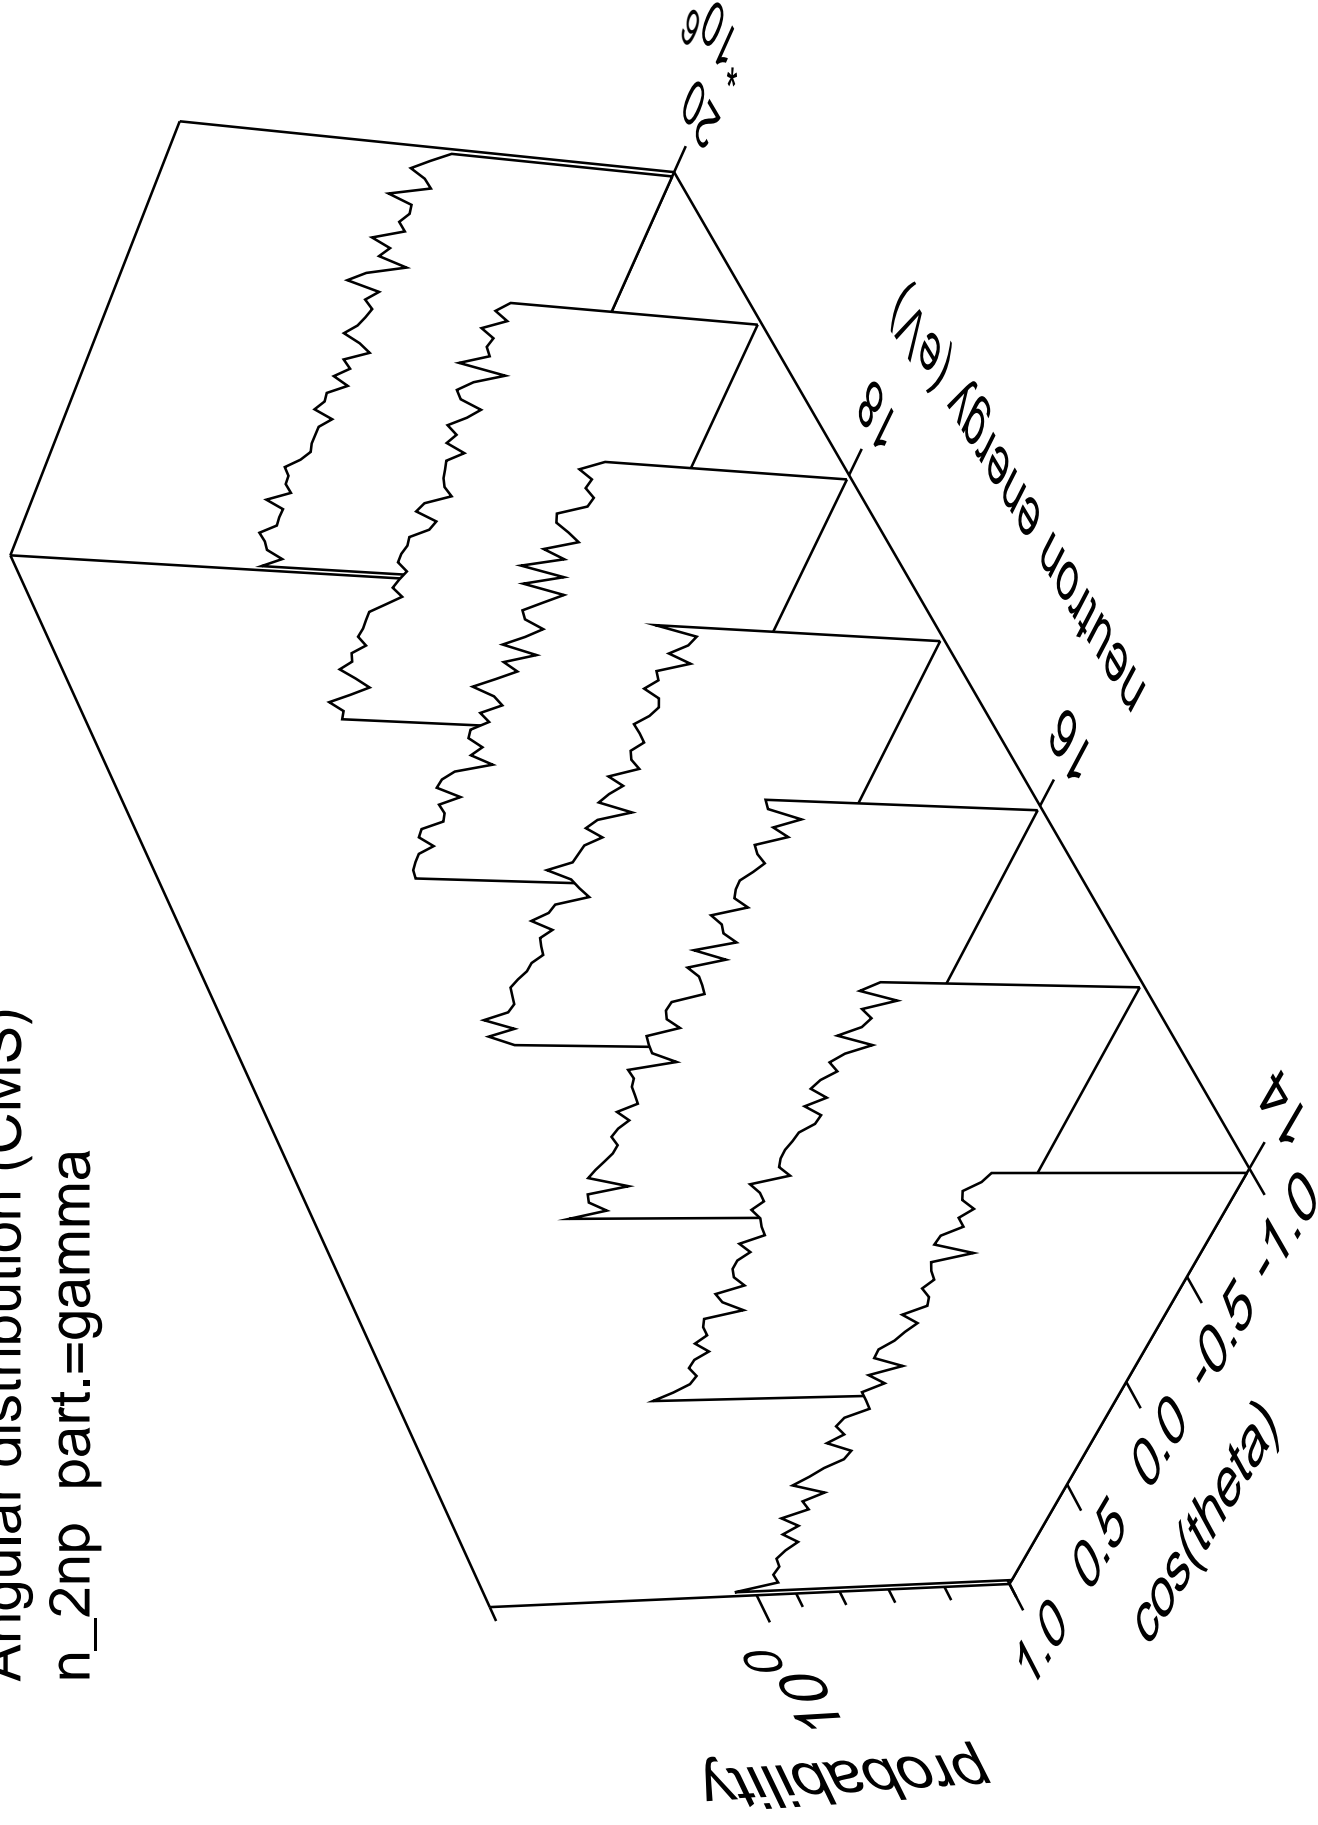 Angular distribution (CMS)
n_2np part.=gamma
probability
10^0
1.0 0.5 0.0 -0.5 -1.0
cos(theta)
14 16 18 20
*10^6
neutron energy (eV)